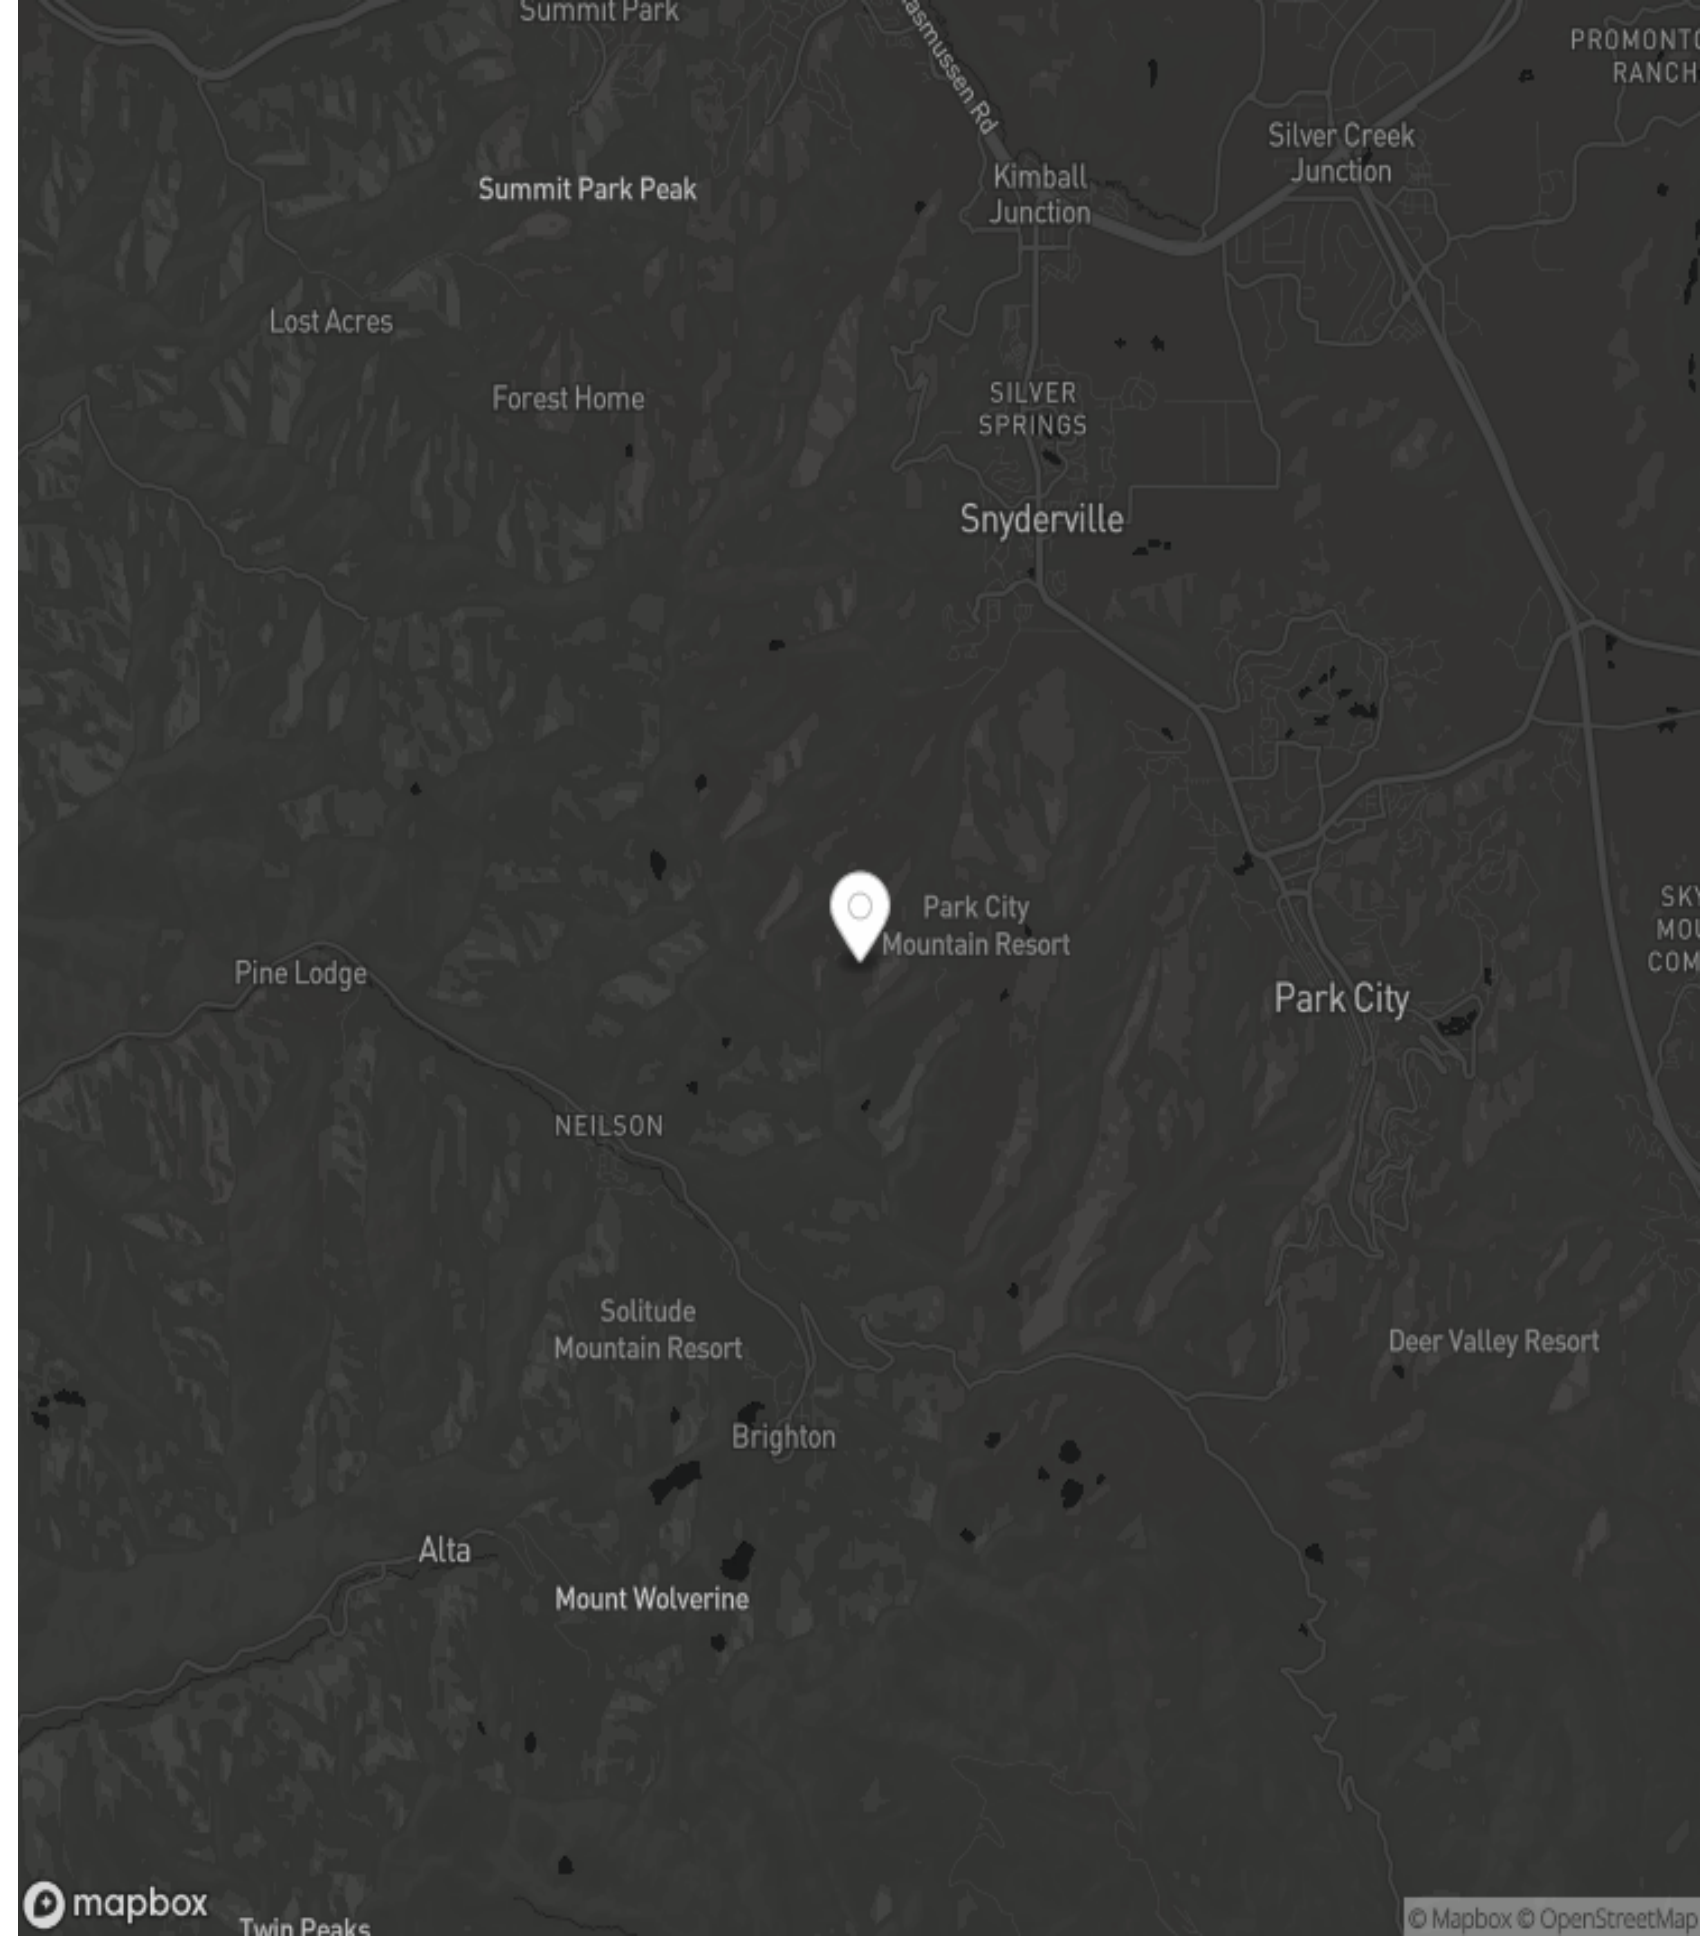 Summit Park
Rasmussen Rd
PROMONTO
RANCH
Silver Creek
Junction
Kimball
Junction
Summit Park Peak
Lost Acres
Forest Home
SILVER
SPRINGS
Snyderville
Park City
Mountain Resort
SKY
MOU
COM
Pine Lodge
Park City
NEILSON
Solitude
Mountain Resort
Deer Valley Resort
Brighton
Alta
Mount Wolverine
mapbox
Twin Peaks
© Mapbox © OpenStreetMap